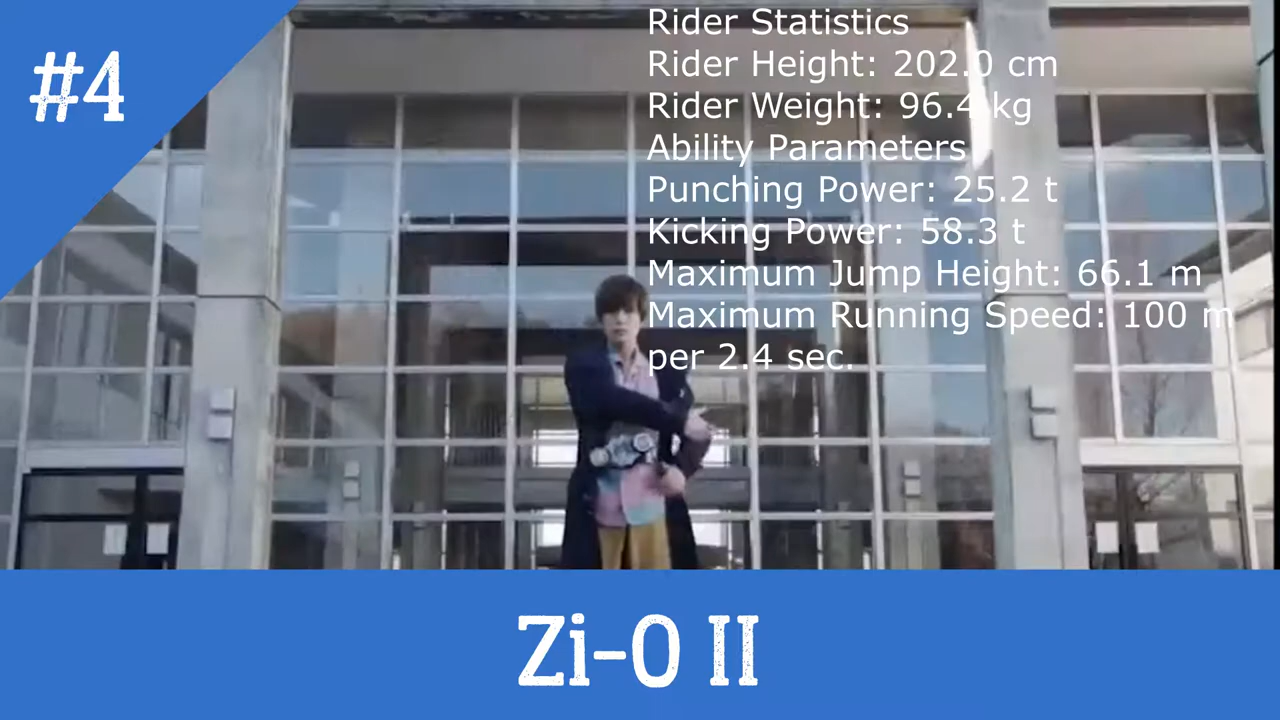 #4
Rider Statistics
Rider Height: 202.0 cm
Rider Weight: 96.4 kg
Ability Parameters
Punching Power: 25.2 t
Kicking Power: 58.3 t
Maximum Jump Height: 66.1 m
Maximum Running Speed: 100 m
per 2.4 sec.
Zi-O II